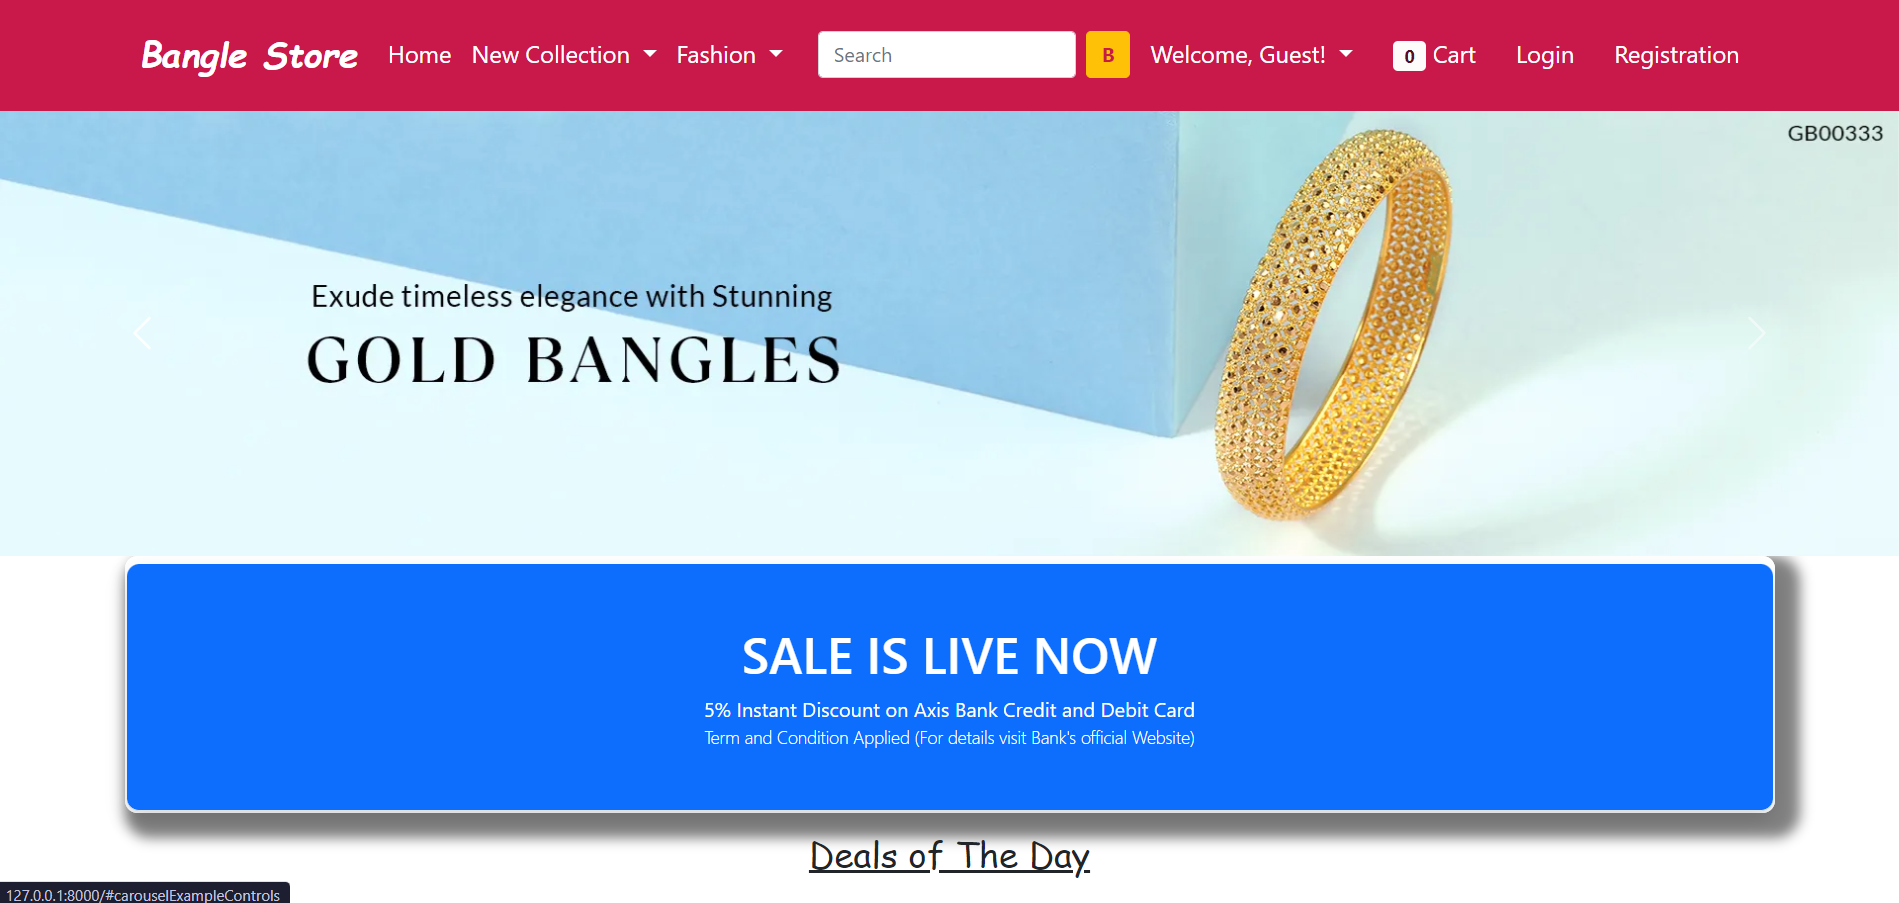 Bangle Store Home New Collection Fashion Search B Welcome, Guest! 0 Cart Login Registration
GB00333
Exude timeless elegance with Stunning
GOLD BANGLES
SALE IS LIVE NOW
5% Instant Discount on Axis Bank Credit and Debit Card
Term and Condition Applied (For details visit Bank's official Website)
Deals of The Day
127.0.0.1:8000/#carouselExampleControls